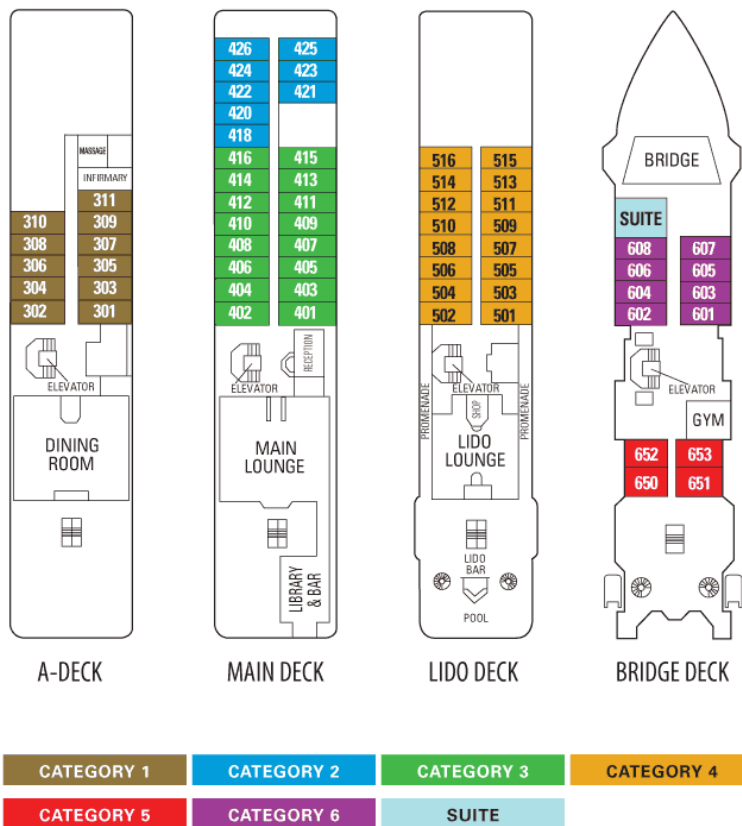 MASSAGE
INFIRMARY
311
310 309
308 307
306 305
304 303
302 301
ELEVATOR
DINING
ROOM
A-DECK
426 425
424 423
422 421
420
418
416 415
414 413
412 411
410 409
408 407
406 405
404 403
402 401
RECEPTION
ELEVATOR
MAIN
LOUNGE
LIBRARY
& BAR
MAIN DECK
516 515
514 513
512 511
510 509
508 507
506 505
504 503
502 501
PROMENADE
ELEVATOR
PROMENADE
SHOP
LIDO
LOUNGE
LIDO
BAR
POOL
LIDO DECK
BRIDGE
SUITE
608 607
606 605
604 603
602 601
ELEVATOR
GYM
652 653
650 651
BRIDGE DECK
CATEGORY 1 CATEGORY 2 CATEGORY 3 CATEGORY 4
CATEGORY 5 CATEGORY 6 SUITE